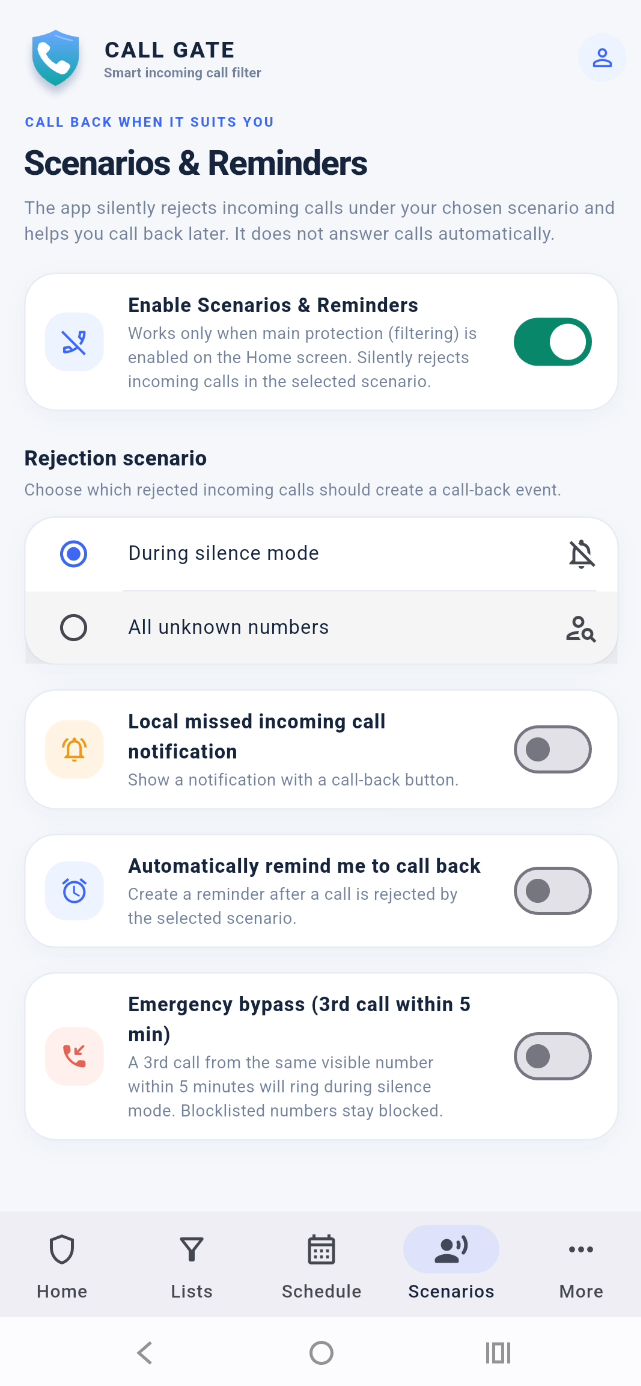 CALL GATE
Smart incoming call filter
CALL BACK WHEN IT SUITS YOU
Scenarios & Reminders
The app silently rejects incoming calls under your chosen scenario and
helps you call back later. It does not answer calls automatically.
Enable Scenarios & Reminders
Works only when main protection (filtering) is
enabled on the Home screen. Silently rejects
incoming calls in the selected scenario.
Rejection scenario
Choose which rejected incoming calls should create a call-back event.
During silence mode
All unknown numbers
Local missed incoming call
notification
Show a notification with a call-back button.
Automatically remind me to call back
Create a reminder after a call is rejected by
the selected scenario.
Emergency bypass (3rd call within 5
min)
A 3rd call from the same visible number
within 5 minutes will ring during silence
mode. Blocklisted numbers stay blocked.
Home
Lists
Schedule
Scenarios
More